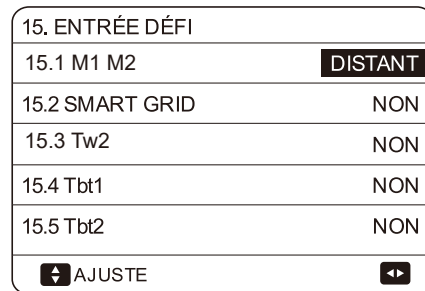 15. ENTRÉE DÉFI
15.1 M1 M2 DISTANT
15.2 SMART GRID NON
15.3 Tw2 NON
15.4 Tbt1 NON
15.5 Tbt2 NON
AJUSTE